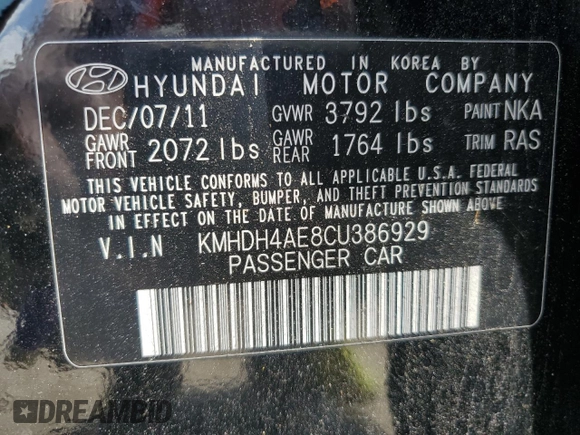 MANUFACTURED IN KOREA BY
HYUNDAI MOTOR COMPANY
DEC/07/11 GVWR 3792 lbs PAINT NKA
GAWR FRONT 2072 lbs GAWR REAR 1764 lbs TRIM RAS
THIS VEHICLE CONFORMS TO ALL APPLICABLE U.S.A. FEDERAL
MOTOR VEHICLE SAFETY, BUMPER, AND THEFT PREVENTION STANDARDS
IN EFFECT ON THE DATE OF MANUFACTURE SHOWN ABOVE
V.I.N KMHDH4AE8CU386929
PASSENGER CAR
DREAMBID